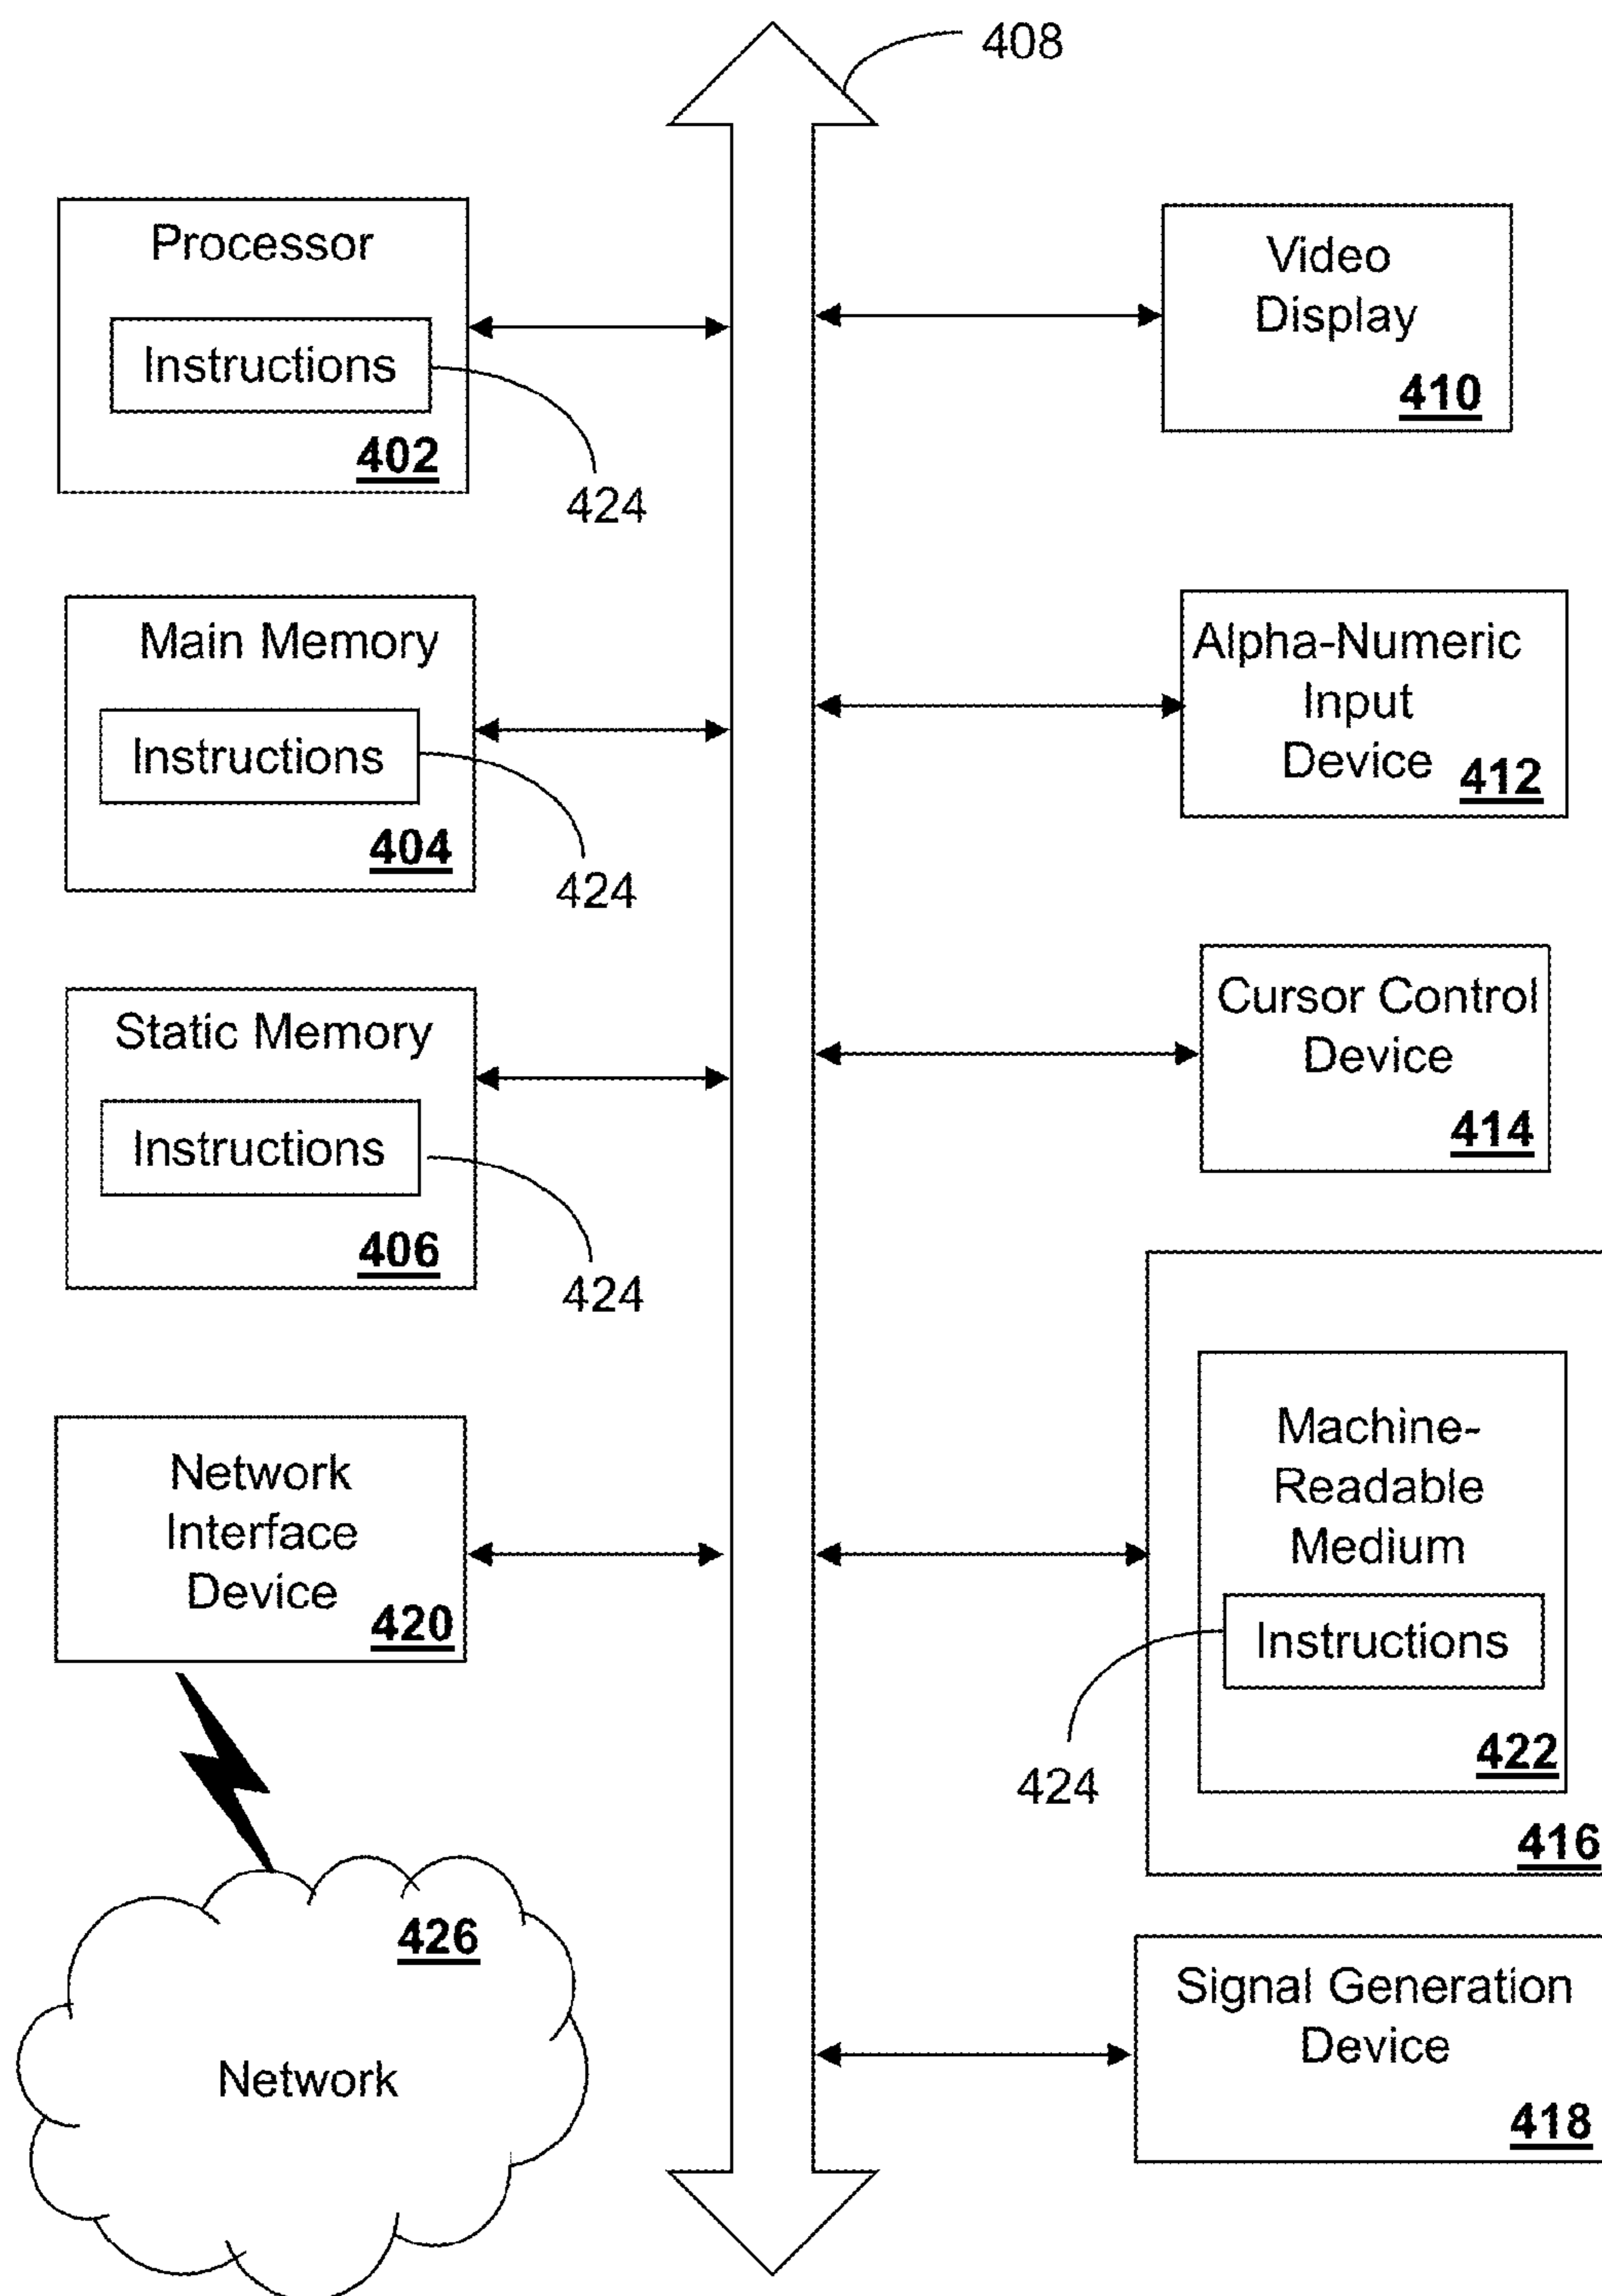 408
Processor
Instructions
402
424
Main Memory
Instructions
404
424
Static Memory
Instructions
406
424
Network
Interface
Device
420
426
Network
Video
Display
410
Alpha-Numeric
Input
Device
412
Cursor Control
Device
414
Machine-
Readable
Medium
Instructions
422
424
416
Signal Generation
Device
418